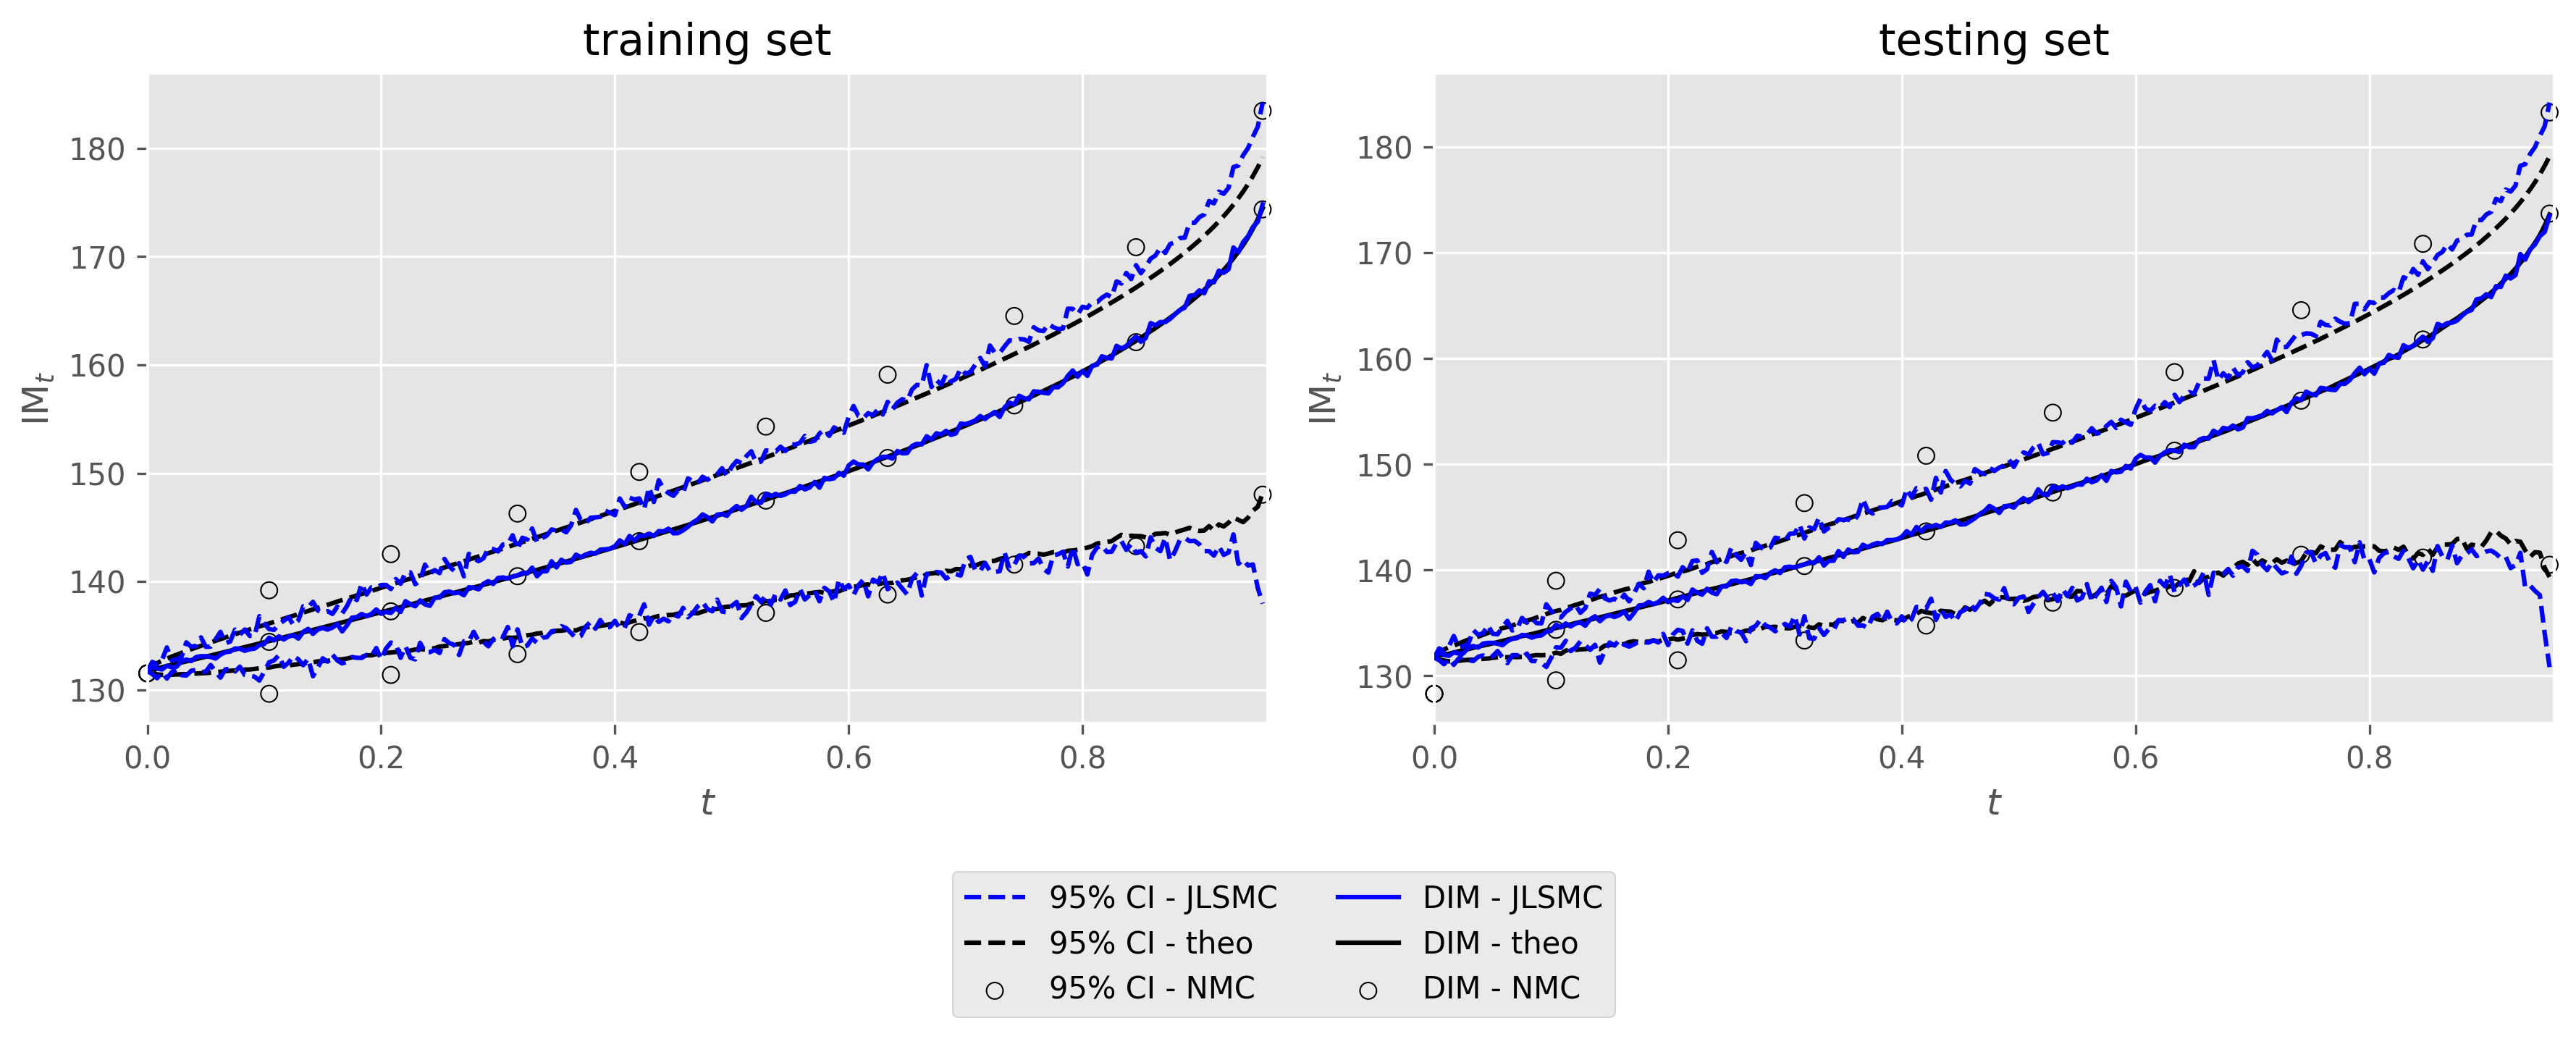 training set
testing set
IM_t
180
170
160
150
140
130
0.0 0.2 0.4 0.6 0.8
t
IM_t
180
170
160
150
140
130
0.0 0.2 0.4 0.6 0.8
t
95% CI - JLSMC
95% CI - theo
95% CI - NMC
DIM - JLSMC
DIM - theo
DIM - NMC